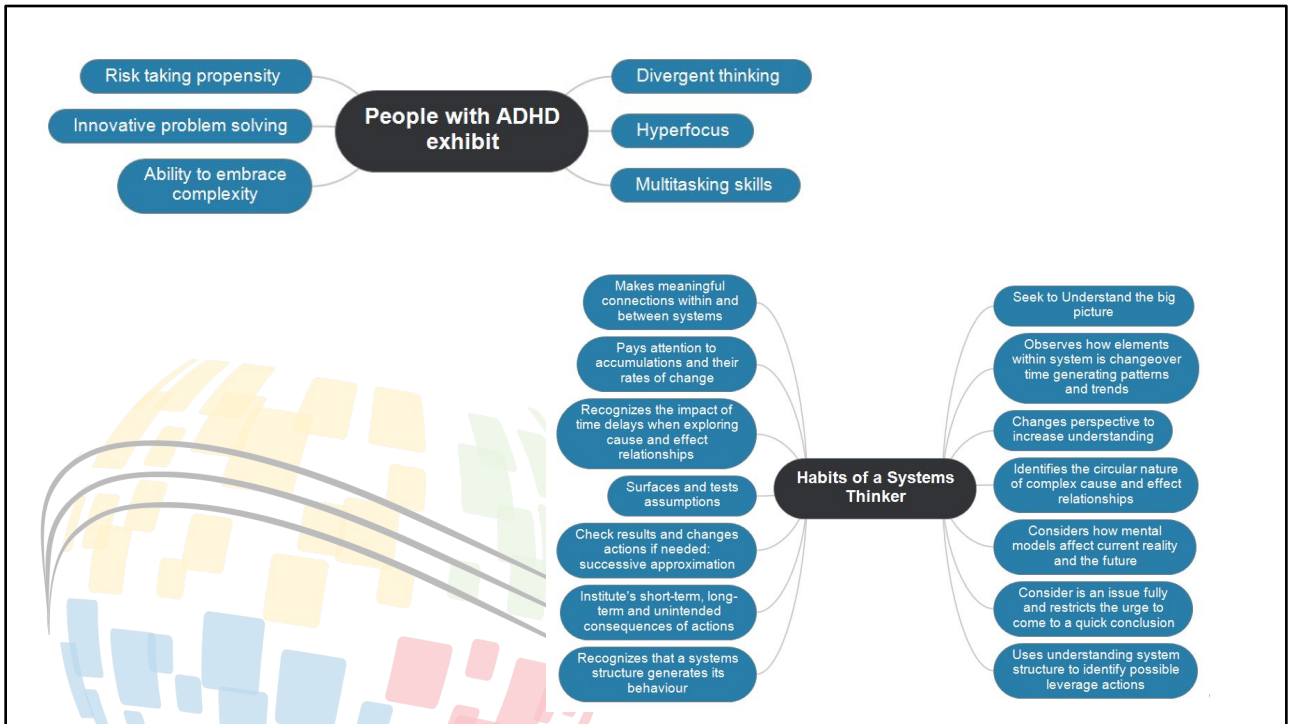 People with ADHD
exhibit
Risk taking propensity
Innovative problem solving
Ability to embrace
complexity
Divergent thinking
Hyperfocus
Multitasking skills
Habits of a Systems
Thinker
Makes meaningful
connections within and
between systems
Pays attention to
accumulations and their
rates of change
Recognizes the impact of
time delays when exploring
cause and effect
relationships
Surfaces and tests
assumptions
Check results and changes
actions if needed:
successive approximation
Institute's short-term, long-
term and unintended
consequences of actions
Recognizes that a systems
structure generates its
behaviour
Seek to Understand the big
picture
Observes how elements
within system is changeover
time generating patterns
and trends
Changes perspective to
increase understanding
Identifies the circular nature
of complex cause and effect
relationships
Considers how mental
models affect current reality
and the future
Consider is an issue fully
and restricts the urge to
come to a quick conclusion
Uses understanding system
structure to identify possible
leverage actions